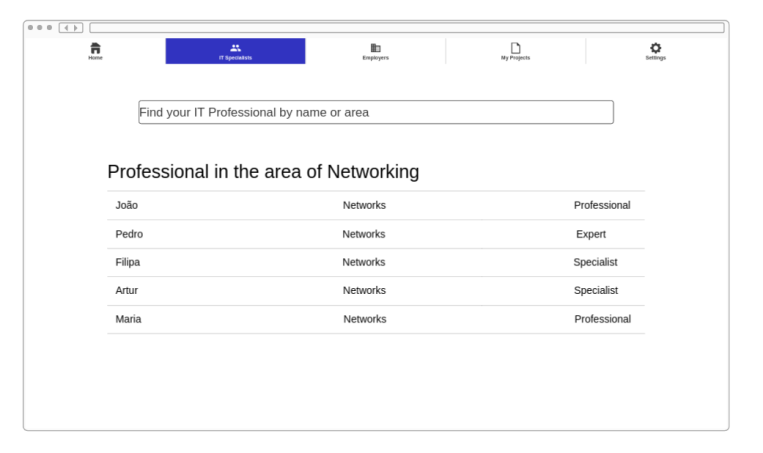 Home IT Specialists Employers My Projects Settings
Find your IT Professional by name or area
Professional in the area of Networking
João Networks Professional
Pedro Networks Expert
Filipa Networks Specialist
Artur Networks Specialist
Maria Networks Professional